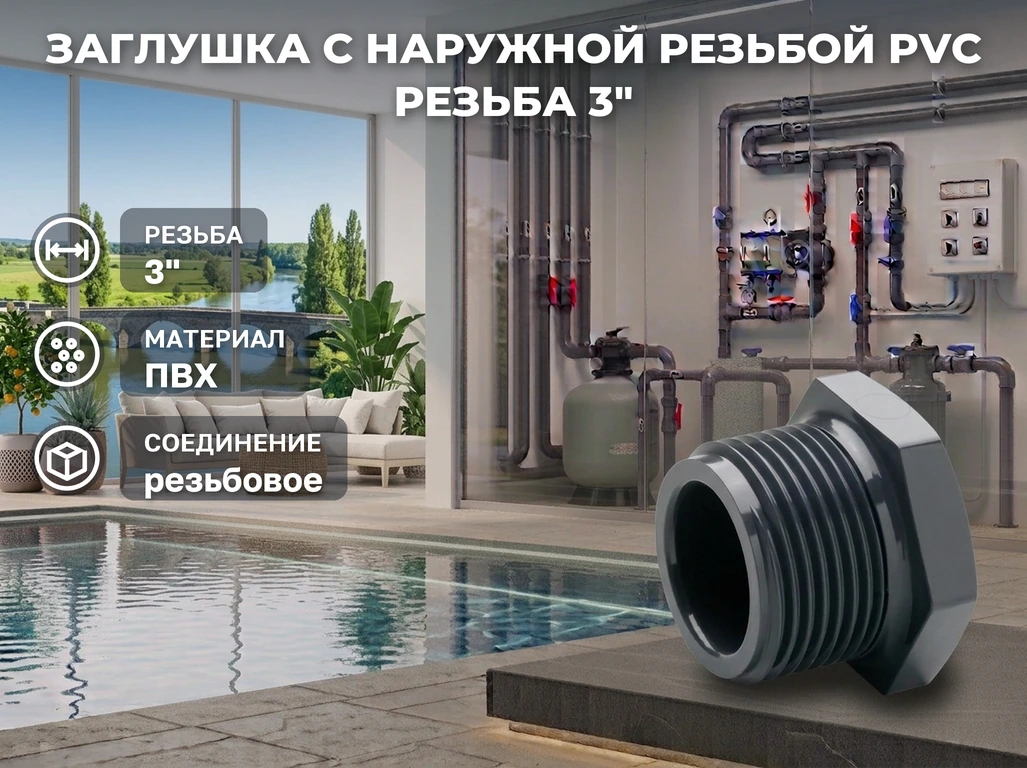 ЗАГЛУШКА С НАРУЖНОЙ РЕЗЬБОЙ PVC
РЕЗЬБА 3"
РЕЗЬБА
3"
МАТЕРИАЛ
ПВХ
СОЕДИНЕНИЕ
резьбовое